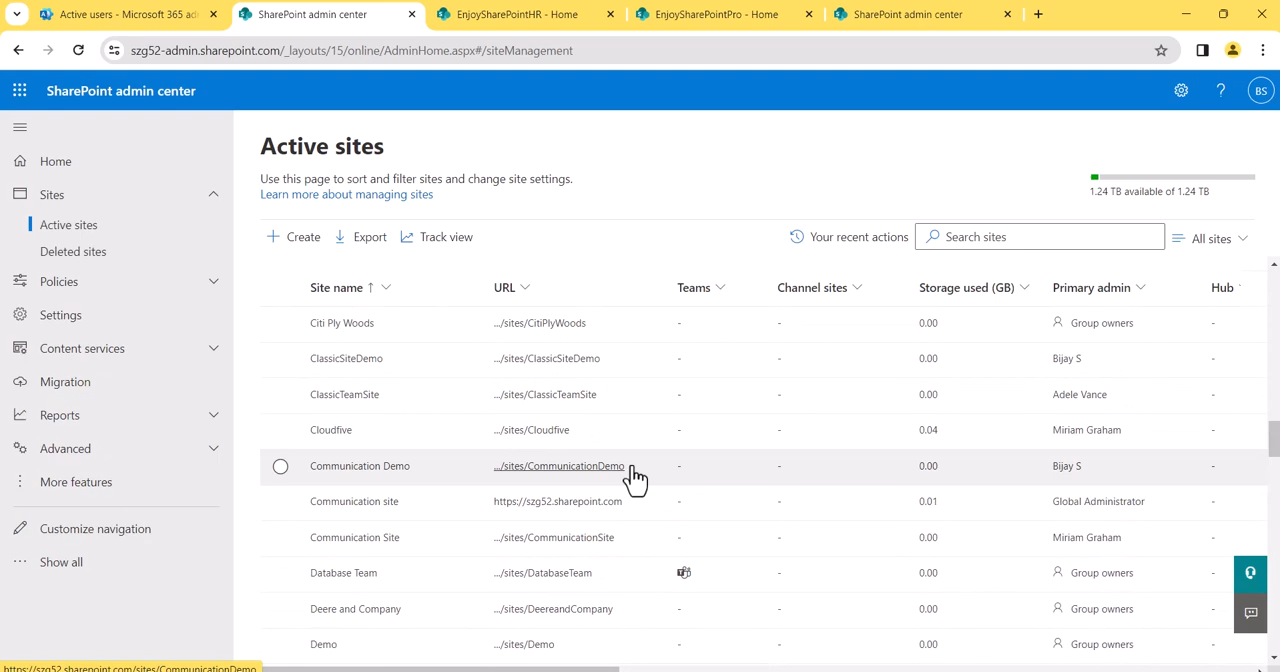 Active users - Microsoft 365 ad
SharePoint admin center
EnjoySharePointHR - Home
EnjoySharePointPro - Home
SharePoint admin center
szg52-admin.sharepoint.com/_layouts/15/online/AdminHome.aspx#/siteManagement
SharePoint admin center
BS
Home
Sites
Active sites
Deleted sites
Policies
Settings
Content services
Migration
Reports
Advanced
More features
Customize navigation
Show all
Active sites
Use this page to sort and filter sites and change site settings.
Learn more about managing sites
1.24 TB available of 1.24 TB
Create Export Track view Your recent actions Search sites All sites
Site name ↑ URL Teams Channel sites Storage used (GB) Primary admin Hub
Citi Ply Woods .../sites/CitiPlyWoods - - 0.00 Group owners -
ClassicSiteDemo .../sites/ClassicSiteDemo - - 0.00 Bijay S -
ClassicTeamSite .../sites/ClassicTeamSite - - 0.00 Adele Vance -
Cloudfive .../sites/Cloudfive - - 0.04 Miriam Graham -
Communication Demo .../sites/CommunicationDemo - - 0.00 Bijay S -
Communication site https://szg52.sharepoint.com - - 0.01 Global Administrator -
Communication Site .../sites/CommunicationSite - - 0.00 Miriam Graham -
Database Team .../sites/DatabaseTeam - 0.00 Group owners -
Deere and Company .../sites/DeereandCompany - - 0.00 Group owners -
Demo .../sites/Demo - - 0.00 Group owners -
https://szg52.sharepoint.com/sites/CommunicationDemo